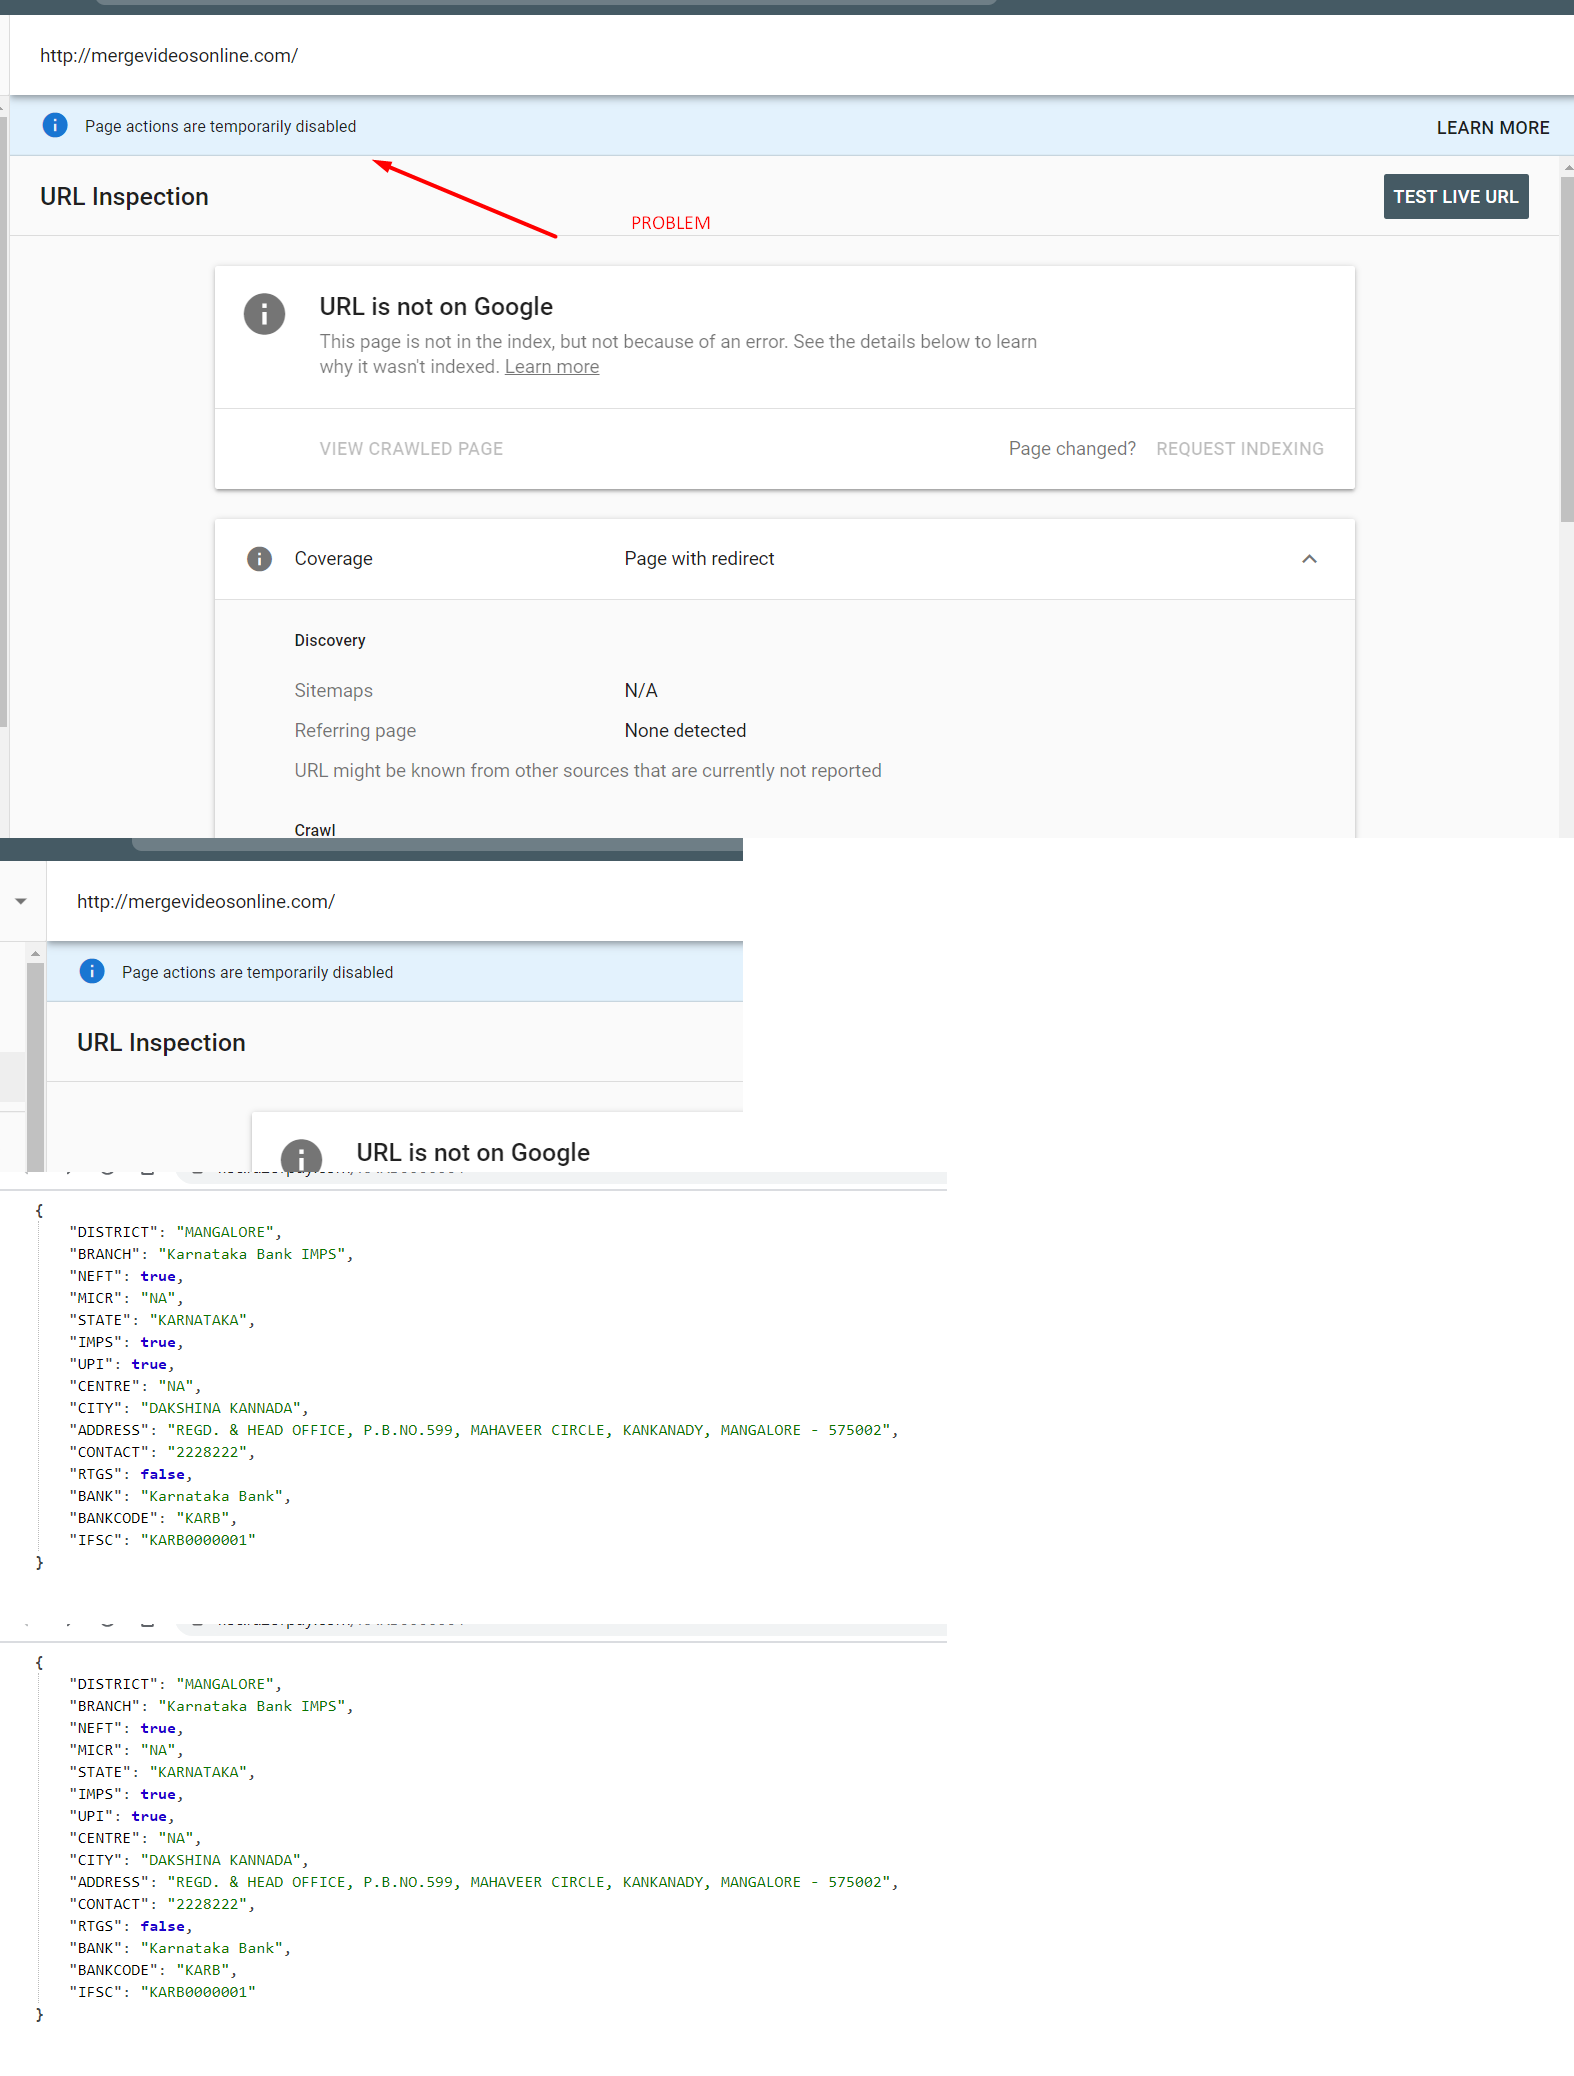 http://mergevideosonline.com/
Page actions are temporarily disabled
LEARN MORE
URL Inspection
TEST LIVE URL
PROBLEM
URL is not on Google
This page is not in the index, but not because of an error. See the details below to learn
why it wasn't indexed. Learn more
VIEW CRAWLED PAGE
Page changed? REQUEST INDEXING
Coverage
Page with redirect
Discovery
Sitemaps
N/A
Referring page
None detected
URL might be known from other sources that are currently not reported
Crawl
http://mergevideosonline.com/
Page actions are temporarily disabled
URL Inspection
URL is not on Google
{
"DISTRICT": "MANGALORE",
"BRANCH": "Karnataka Bank IMPS",
"NEFT": true,
"MICR": "NA",
"STATE": "KARNATAKA",
"IMPS": true,
"UPI": true,
"CENTRE": "NA",
"CITY": "DAKSHINA KANNADA",
"ADDRESS": "REGD. & HEAD OFFICE, P.B.NO.599, MAHAVEER CIRCLE, KANKANADY, MANGALORE - 575002",
"CONTACT": "2228222",
"RTGS": false,
"BANK": "Karnataka Bank",
"BANKCODE": "KARB",
"IFSC": "KARB0000001"
}
{
"DISTRICT": "MANGALORE",
"BRANCH": "Karnataka Bank IMPS",
"NEFT": true,
"MICR": "NA",
"STATE": "KARNATAKA",
"IMPS": true,
"UPI": true,
"CENTRE": "NA",
"CITY": "DAKSHINA KANNADA",
"ADDRESS": "REGD. & HEAD OFFICE, P.B.NO.599, MAHAVEER CIRCLE, KANKANADY, MANGALORE - 575002",
"CONTACT": "2228222",
"RTGS": false,
"BANK": "Karnataka Bank",
"BANKCODE": "KARB",
"IFSC": "KARB0000001"
}